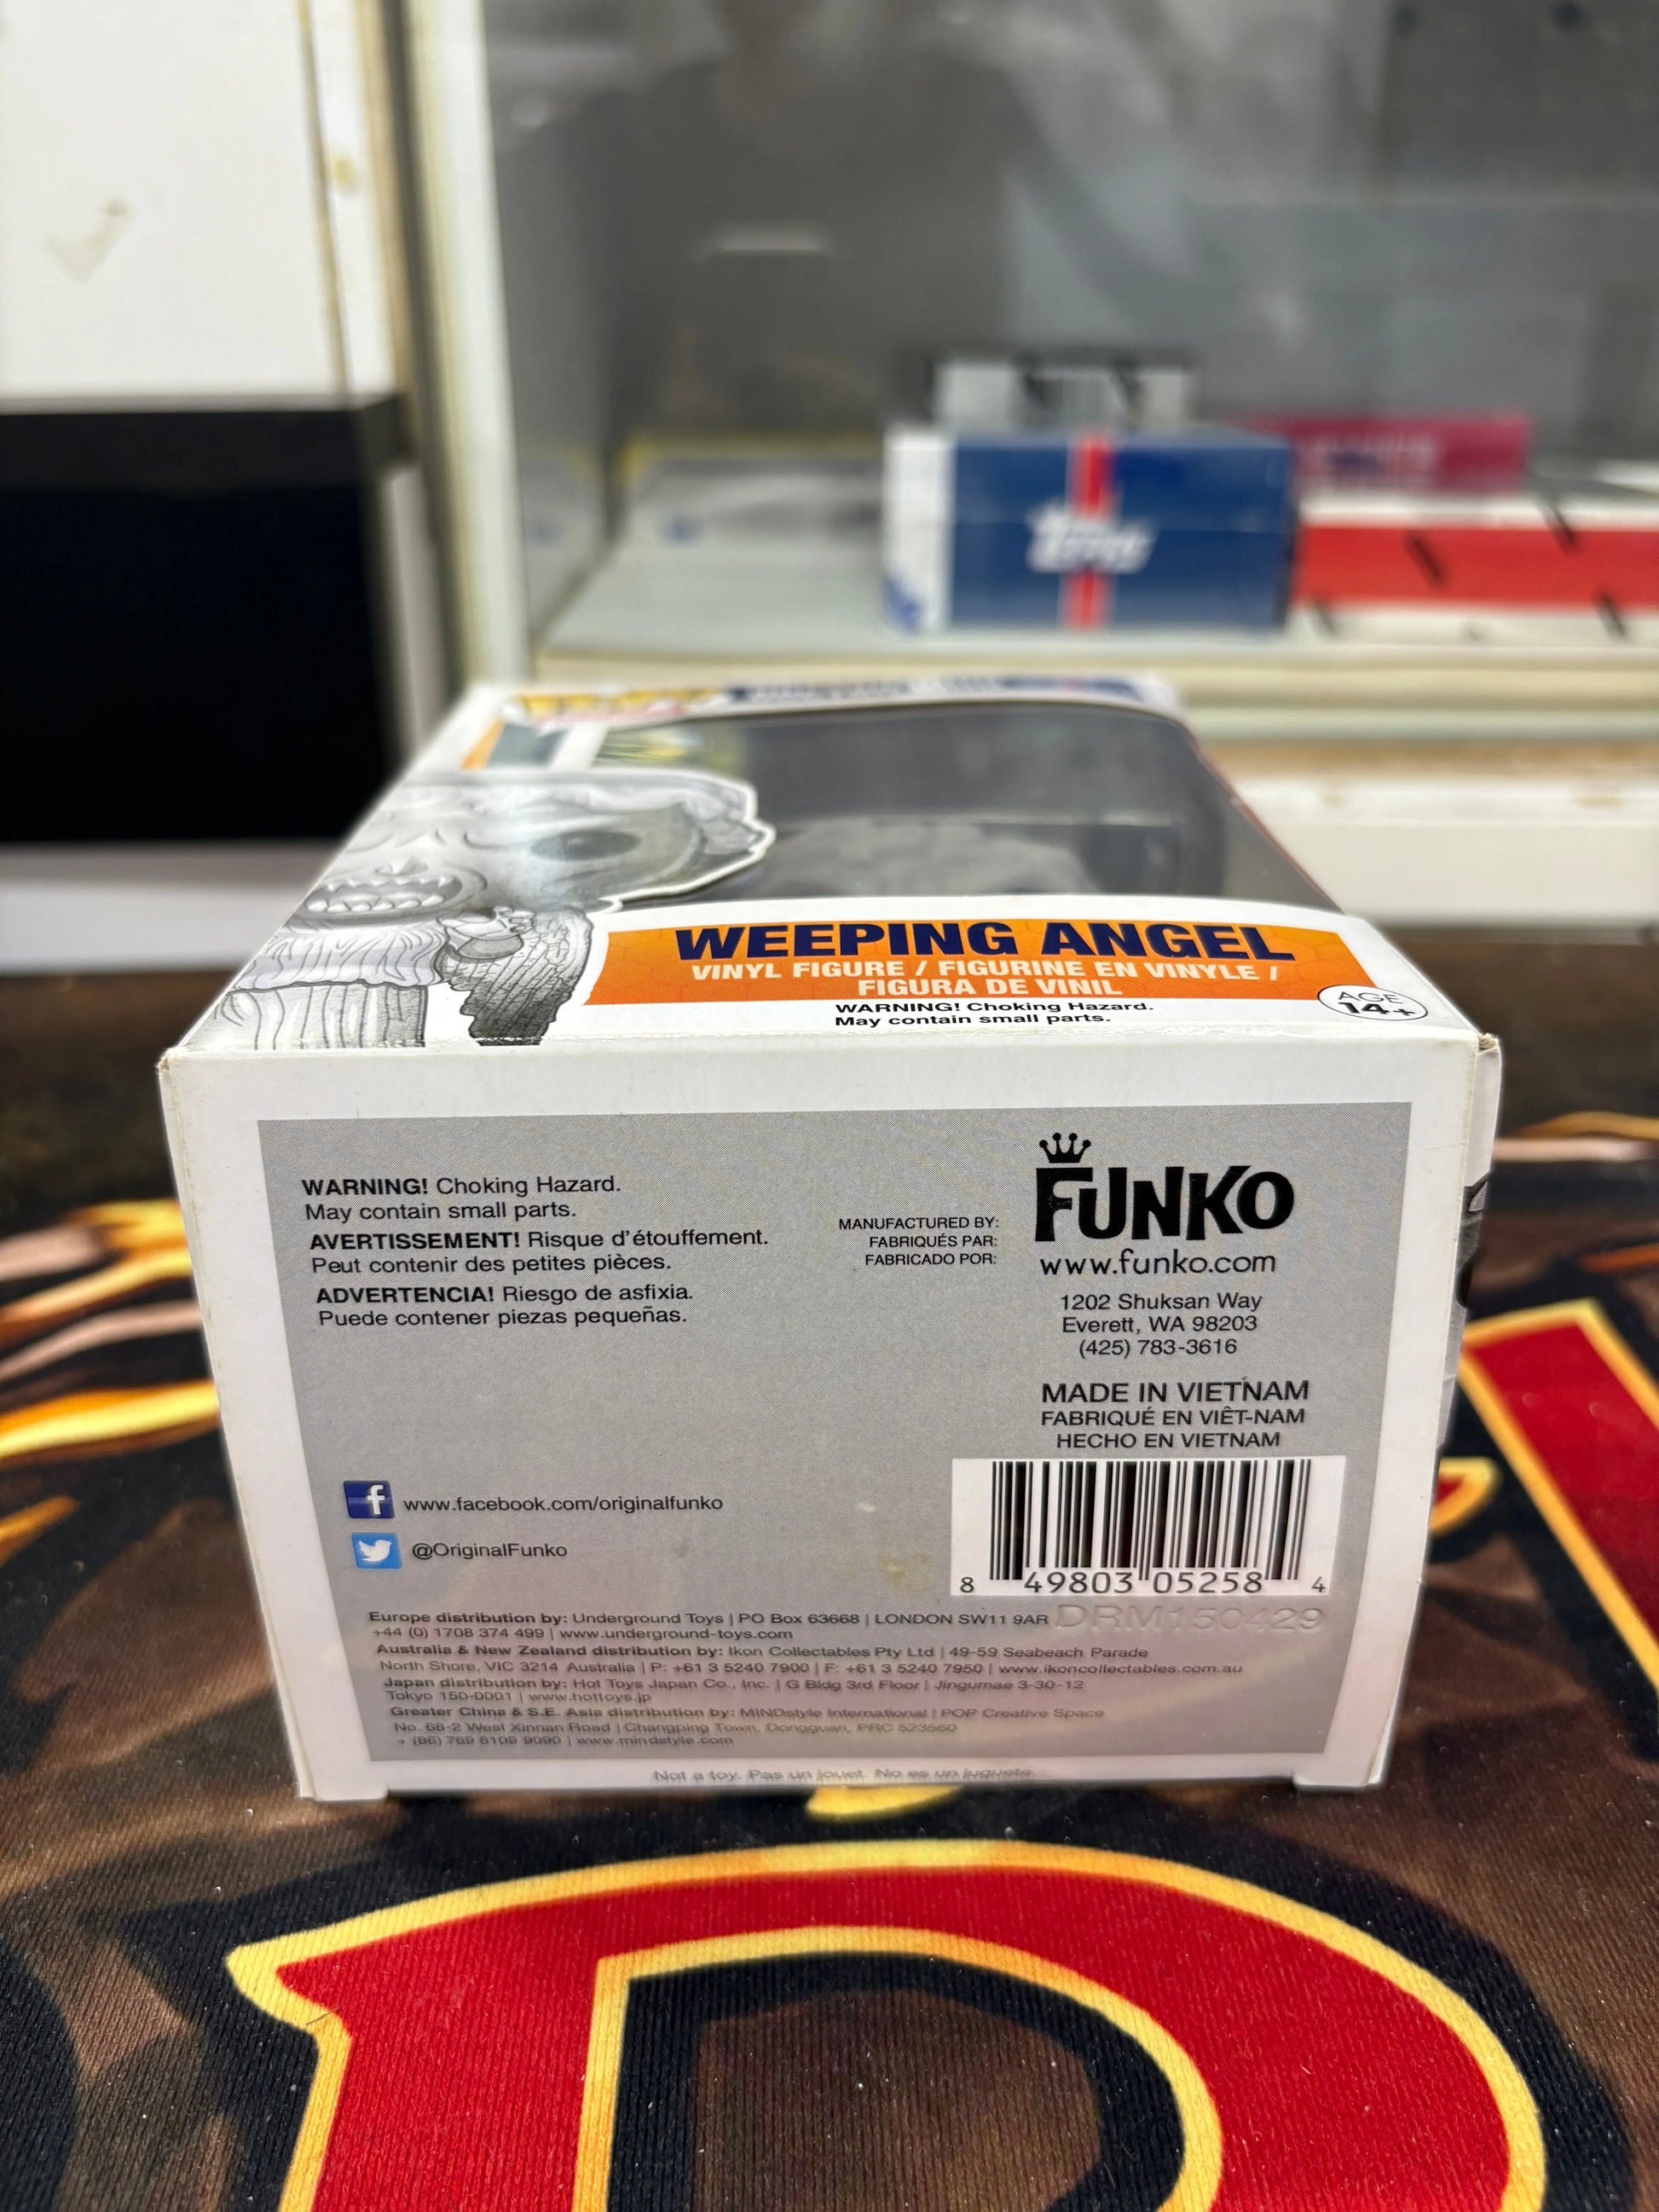 topps
WEEPING ANGEL
VINYL FIGURE / FIGURINE EN VINYLE /
FIGURA DE VINIL
WARNING! Choking Hazard.
May contain small parts.
AGE
14+
WARNING! Choking Hazard.
May contain small parts.
AVERTISSEMENT! Risque d'étouffement.
Peut contenir des petites pièces.
ADVERTENCIA! Riesgo de asfixia.
Puede contener piezas pequeñas.
MANUFACTURED BY:
FABRIQUÉS PAR:
FABRICADO POR:
FUNKO
www.funko.com
1202 Shuksan Way
Everett, WA 98203
(425) 783-3616
MADE IN VIETNAM
FABRIQUÉ EN VIÊT-NAM
HECHO EN VIETNAM
f www.facebook.com/originalfunko
@OriginalFunko
8 49803 05258 4
DRM150429
Europe distribution by: Underground Toys | PO Box 63668 | LONDON SW11 9AR
+44 (0) 1708 374 499 | www.underground-toys.com
Australia & New Zealand distribution by: Ikon Collectables Pty Ltd | 49-59 Seabeach Parade
North Shore, VIC 3214 Australia | P: +61 3 5240 7900 | F: +61 3 5240 7950 | www.ikoncollectables.com.au
Japan distribution by: Hot Toys Japan Co., Inc. | G Bldg 3rd Floor | Jingumae 3-30-12
Tokyo 150-0001 | www.hottoys.jp
Greater China & S.E. Asia distribution by: MINDstyle International | POP Creative Space
No. 68-2 West Xinnan Road | Changping Town, Dongguan, PRC 523560
+ (86) 769 8109 9090 | www.mindstyle.com
Not a toy. Pas un jouet. No es un juguete.